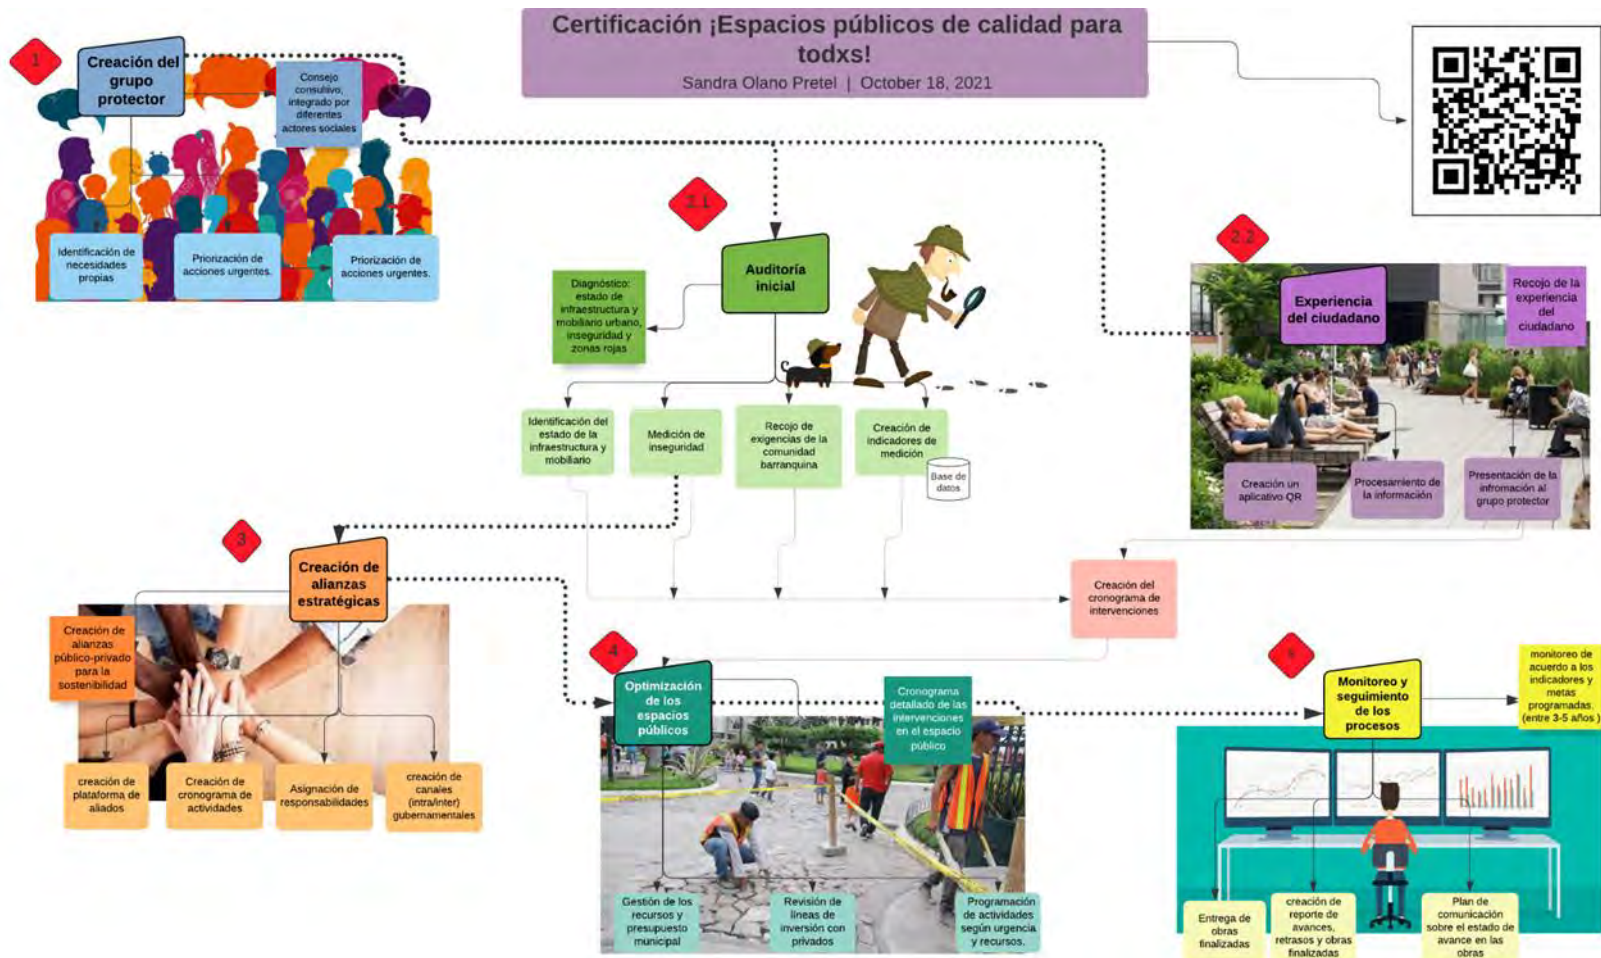 Certificación ¡Espacios públicos de calidad para
todxs!
Sandra Olano Pretel | October 18, 2021
1
Creación del
grupo
protector
Consejo
consultivo,
integrado por
diferentes
actores sociales
Identificación de
necesidades
propias
Priorización de
acciones urgentes.
Priorización de
acciones urgentes.
2.1
Auditoría
inicial
Diagnóstico:
estado de
infraestructura y
mobiliario urbano,
inseguridad y
zonas rojas
Identificación del
estado de la
infraestructura y
mobiliario
Medición de
inseguridad
Recojo de
exigencias de la
comunidad
barranquina
Creación de
indicadores de
medición
Base de
datos
2.2
Experiencia
del ciudadano
Recojo de la
experiencia
del
ciudadano
Creación un
aplicativo QR
Procesamiento de
la información
Presentación de la
infromación al
grupo protector
3
Creación de
alianzas
estratégicas
Creación de
alianzas
público-privado
para la
sostenibilidad
creación de
plataforma de
aliados
Creación de
cronograma de
actividades
Asignación de
responsabilidades
creación de
canales
(intra/inter)
gubernamentales
Creación del
cronograma de
intervenciones
4
Optimización
de los
espacios
públicos
Cronograma
detallado de las
intervenciones
en el espacio
público
Gestión de los
recursos y
presupuesto
municipal
Revisión de
líneas de
inversión con
privados
Programación
de actividades
según urgencia
y recursos.
Monitoreo y
seguimiento
de los
procesos
monitoreo de
acuerdo a los
indicadores y
metas
programadas.
(entre 3-5 años )
Entrega de
obras
finalizadas
creación de
reporte de
avances,
retrasos y obras
finalizadas
Plan de
comunicación
sobre el estado de
avance en las
obras